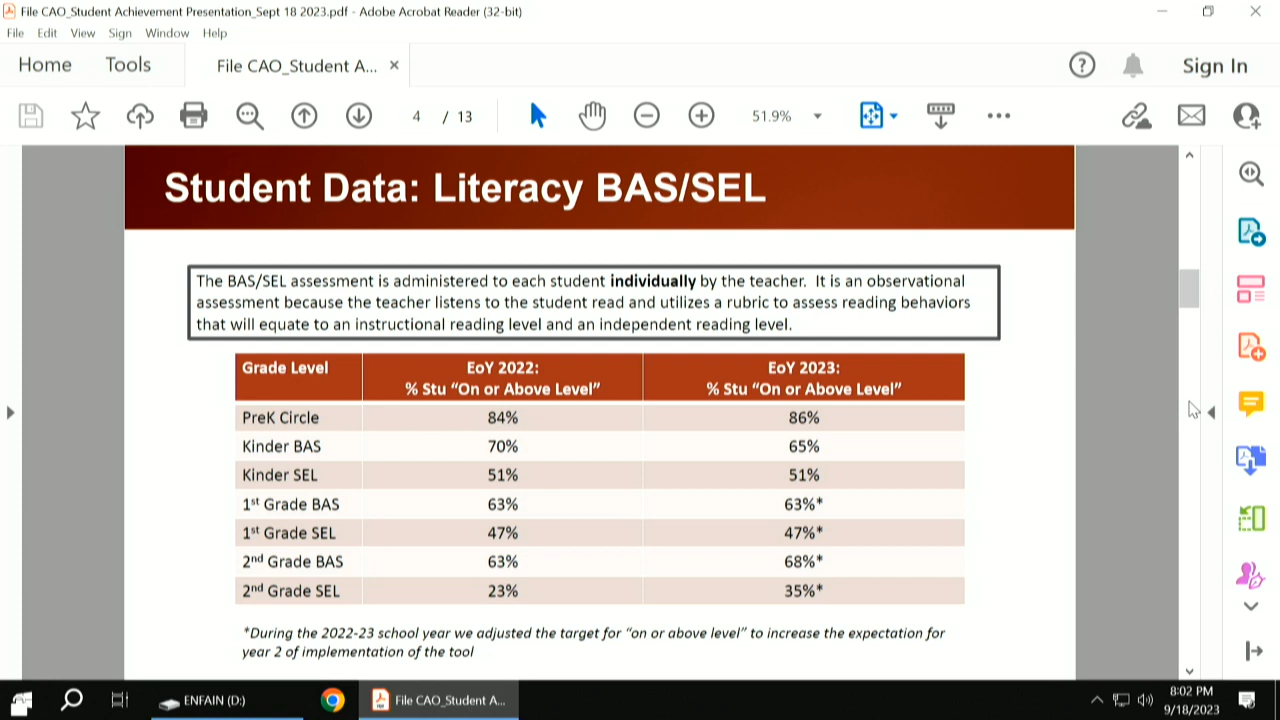 File CAO_Student Achievement Presentation_Sept 18 2023.pdf - Adobe Acrobat Reader (32-bit)
File Edit View Sign Window Help
Home Tools File CAO_Student A... Sign In
4 / 13 51.9%
Student Data: Literacy BAS/SEL
The BAS/SEL assessment is administered to each student individually by the teacher. It is an observational
assessment because the teacher listens to the student read and utilizes a rubric to assess reading behaviors
that will equate to an instructional reading level and an independent reading level.
Grade Level EoY 2022: EoY 2023:
% Stu “On or Above Level” % Stu “On or Above Level”
PreK Circle 84% 86%
Kinder BAS 70% 65%
Kinder SEL 51% 51%
1st Grade BAS 63% 63%*
1st Grade SEL 47% 47%*
2nd Grade BAS 63% 68%*
2nd Grade SEL 23% 35%*
*During the 2022-23 school year we adjusted the target for “on or above level” to increase the expectation for
year 2 of implementation of the tool
ENFAIN (D:) File CAO_Student A... 8:02 PM
9/18/2023